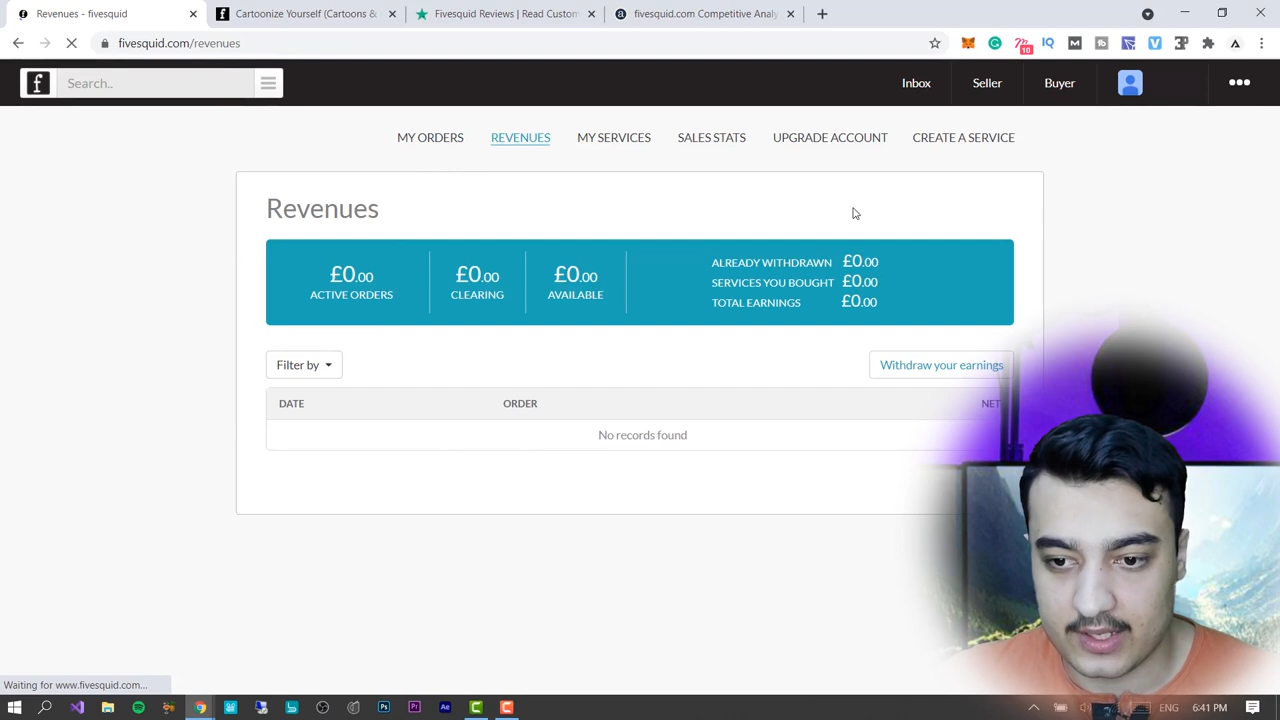 Revenues - fivesquid
Cartoonize Yourself (Cartoons &
Fivesquid Reviews | Read Custom
fivesquid.com Competitive Analy
fivesquid.com/revenues
10
Search..
Inbox
Seller
Buyer
MY ORDERS
REVENUES
MY SERVICES
SALES STATS
UPGRADE ACCOUNT
CREATE A SERVICE
Revenues
£0.00
ACTIVE ORDERS
£0.00
CLEARING
£0.00
AVAILABLE
ALREADY WITHDRAWN £0.00
SERVICES YOU BOUGHT £0.00
TOTAL EARNINGS £0.00
Filter by
Withdraw your earnings
DATE
ORDER
NET
No records found
Waiting for www.fivesquid.com...
ENG
6:41 PM